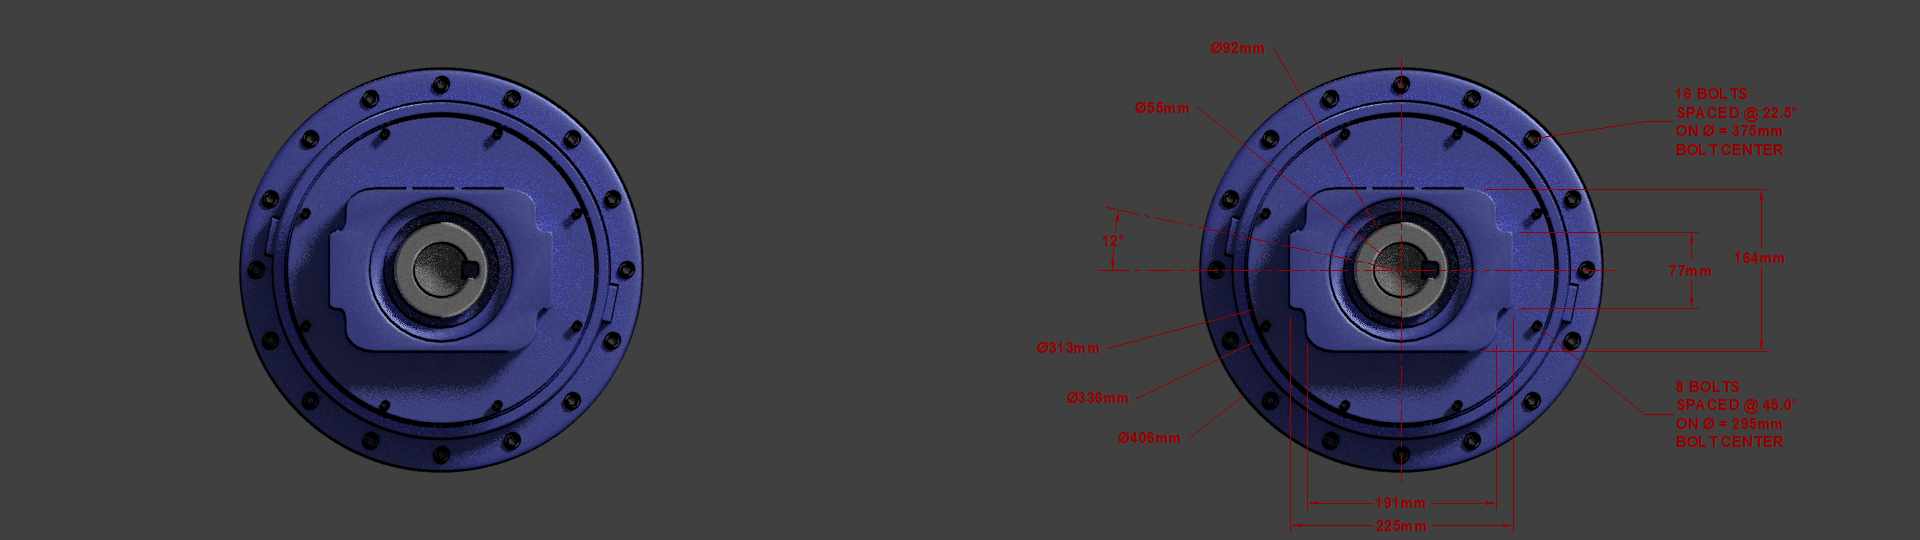 Ø92mm
Ø55mm
16 BOLTS
SPACED @ 22.5°
ON Ø = 375mm
BOLT CENTER
12°
77mm
164mm
Ø313mm
Ø336mm
Ø406mm
8 BOLTS
SPACED @ 45.0°
ON Ø = 295mm
BOLT CENTER
191mm
225mm